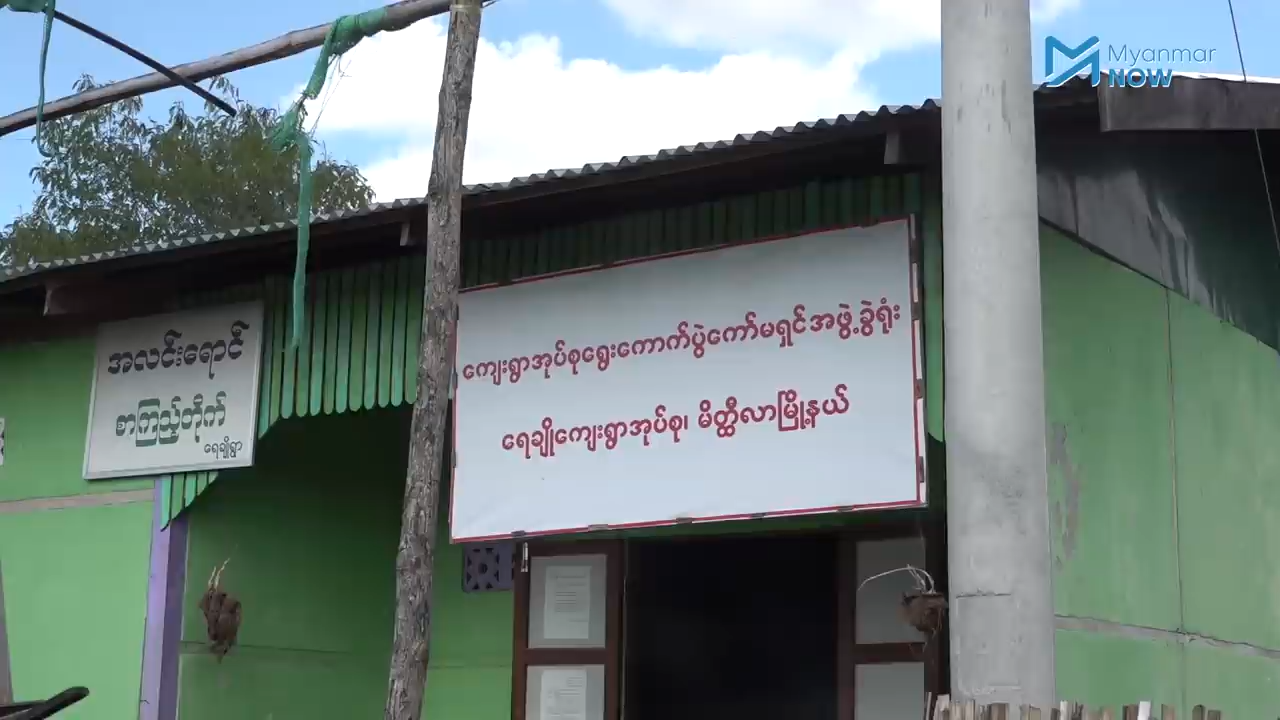 Myanmar
NOW
အလင်းရောင်
စာကြည့်တိုက်
ရေချိုရွာ
ကျေးရွာအုပ်စုရွေးကောက်ပွဲကော်မရှင်အဖွဲ့ခွဲရုံး
ရေချိုကျေးရွာအုပ်စု၊ မိတ္ထီလာမြို့နယ်